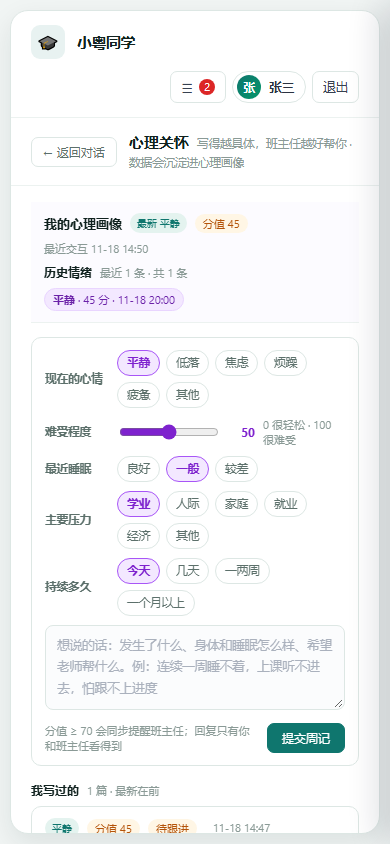 小粤同学
☰ 2 张 张三 退出
← 返回对话
心理关怀 写得越具体，班主任越好帮你 ·
数据会沉淀进心理画像
我的心理画像 最新 平静 分值 45
最近交互 11-18 14:50
历史情绪 最近 1 条 · 共 1 条
平静 · 45 分 · 11-18 20:00
现在的心情 平静 低落 焦虑 烦躁
疲惫 其他
难受程度 50 0 很轻松 · 100
很难受
最近睡眠 良好 一般 较差
主要压力 学业 人际 家庭 就业
经济 其他
持续多久 今天 几天 一两周
一个月以上
想说的话：发生了什么、身体和睡眠怎么样、希望
老师帮什么。例：连续一周睡不着，上课听不进
去，怕跟不上进度
分值 ≥ 70 会同步提醒班主任；回复只有你
和班主任看得到
提交周记
我写过的 1 篇 · 最新在前
平静 分值 45 待跟进 11-18 14:47